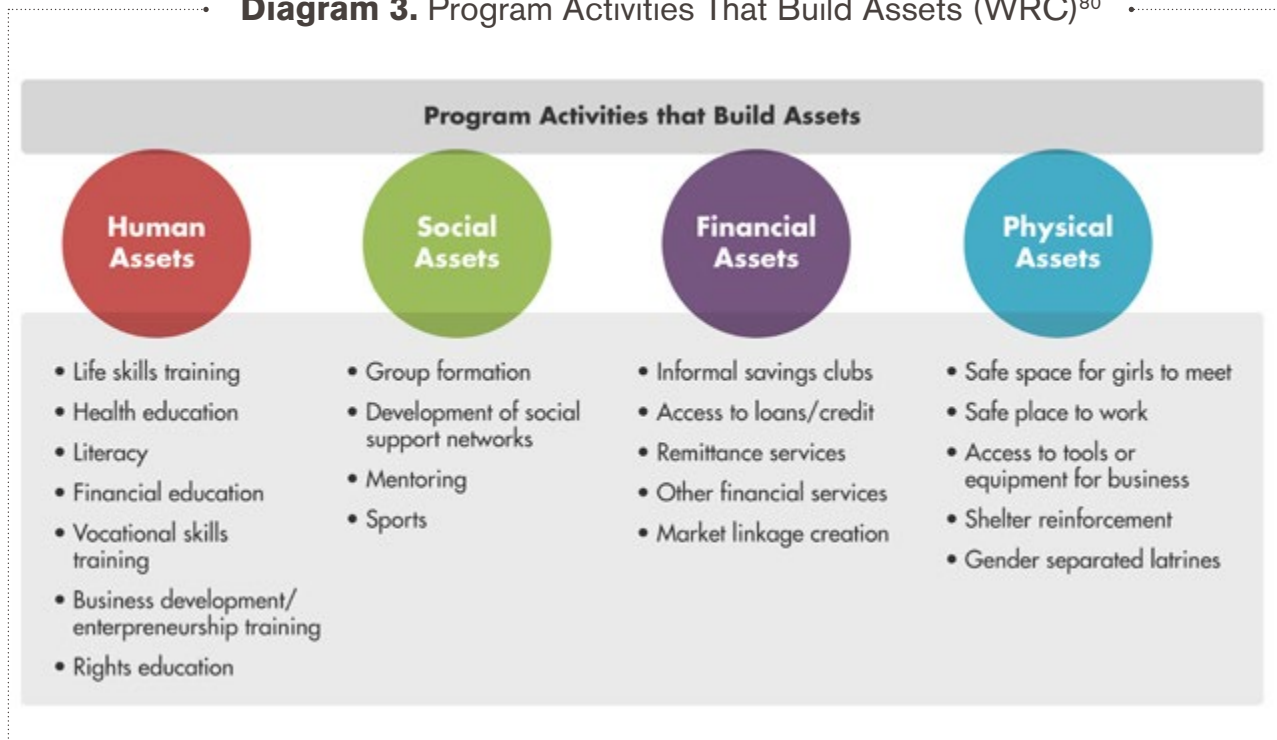 Diagram 3. Program Activities That Build Assets (WRC)80
Program Activities that Build Assets
Human
Assets
Social
Assets
Financial
Assets
Physical
Assets
• Life skills training
• Health education
• Literacy
• Financial education
• Vocational skills
training
• Business development/
enterpreneurship training
• Rights education
• Group formation
• Development of social
support networks
• Mentoring
• Sports
• Informal savings clubs
• Access to loans/credit
• Remittance services
• Other financial services
• Market linkage creation
• Safe space for girls to meet
• Safe place to work
• Access to tools or
equipment for business
• Shelter reinforcement
• Gender separated latrines